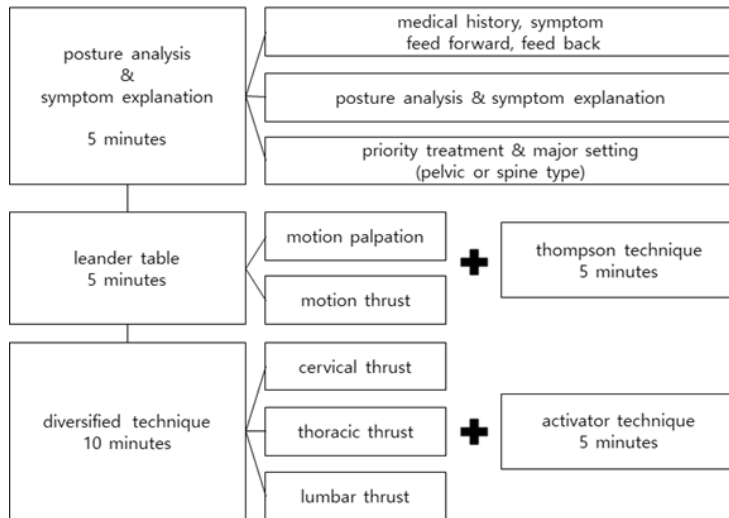 posture analysis
&
symptom explanation
5 minutes
medical history, symptom
feed forward, feed back
posture analysis & symptom explanation
priority treatment & major setting
(pelvic or spine type)
leander table
5 minutes
motion palpation
motion thrust
thompson technique
5 minutes
diversified technique
10 minutes
cervical thrust
thoracic thrust
lumbar thrust
activator technique
5 minutes